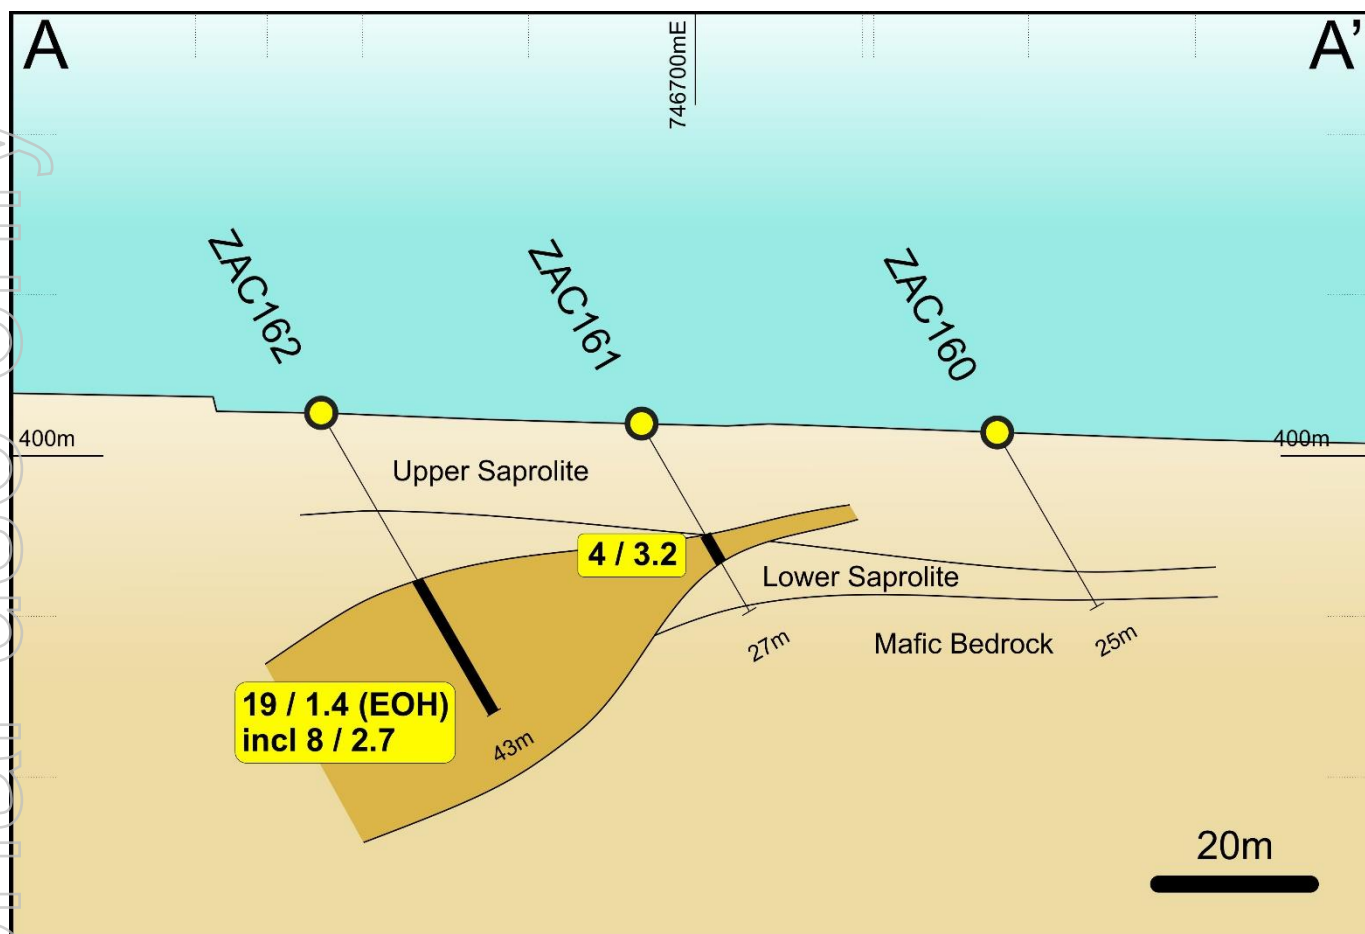 A
A'
746700mE
ZAC162
ZAC161
ZAC160
400m
400m
Upper Saprolite
4 / 3.2
Lower Saprolite
27m
Mafic Bedrock
25m
19 / 1.4 (EOH)
incl 8 / 2.7
43m
20m